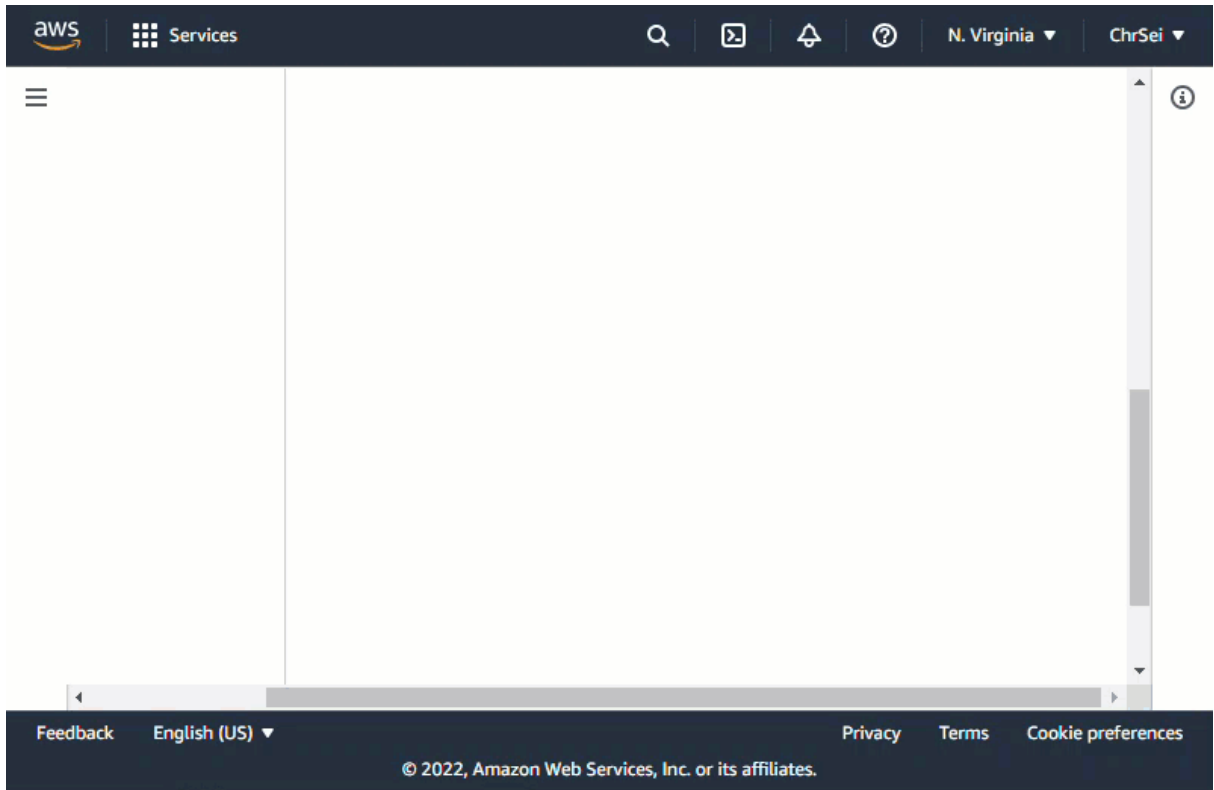 aws Services N. Virginia ▼ ChrSei ▼
Feedback English (US) ▼ Privacy Terms Cookie preferences
© 2022, Amazon Web Services, Inc. or its affiliates.